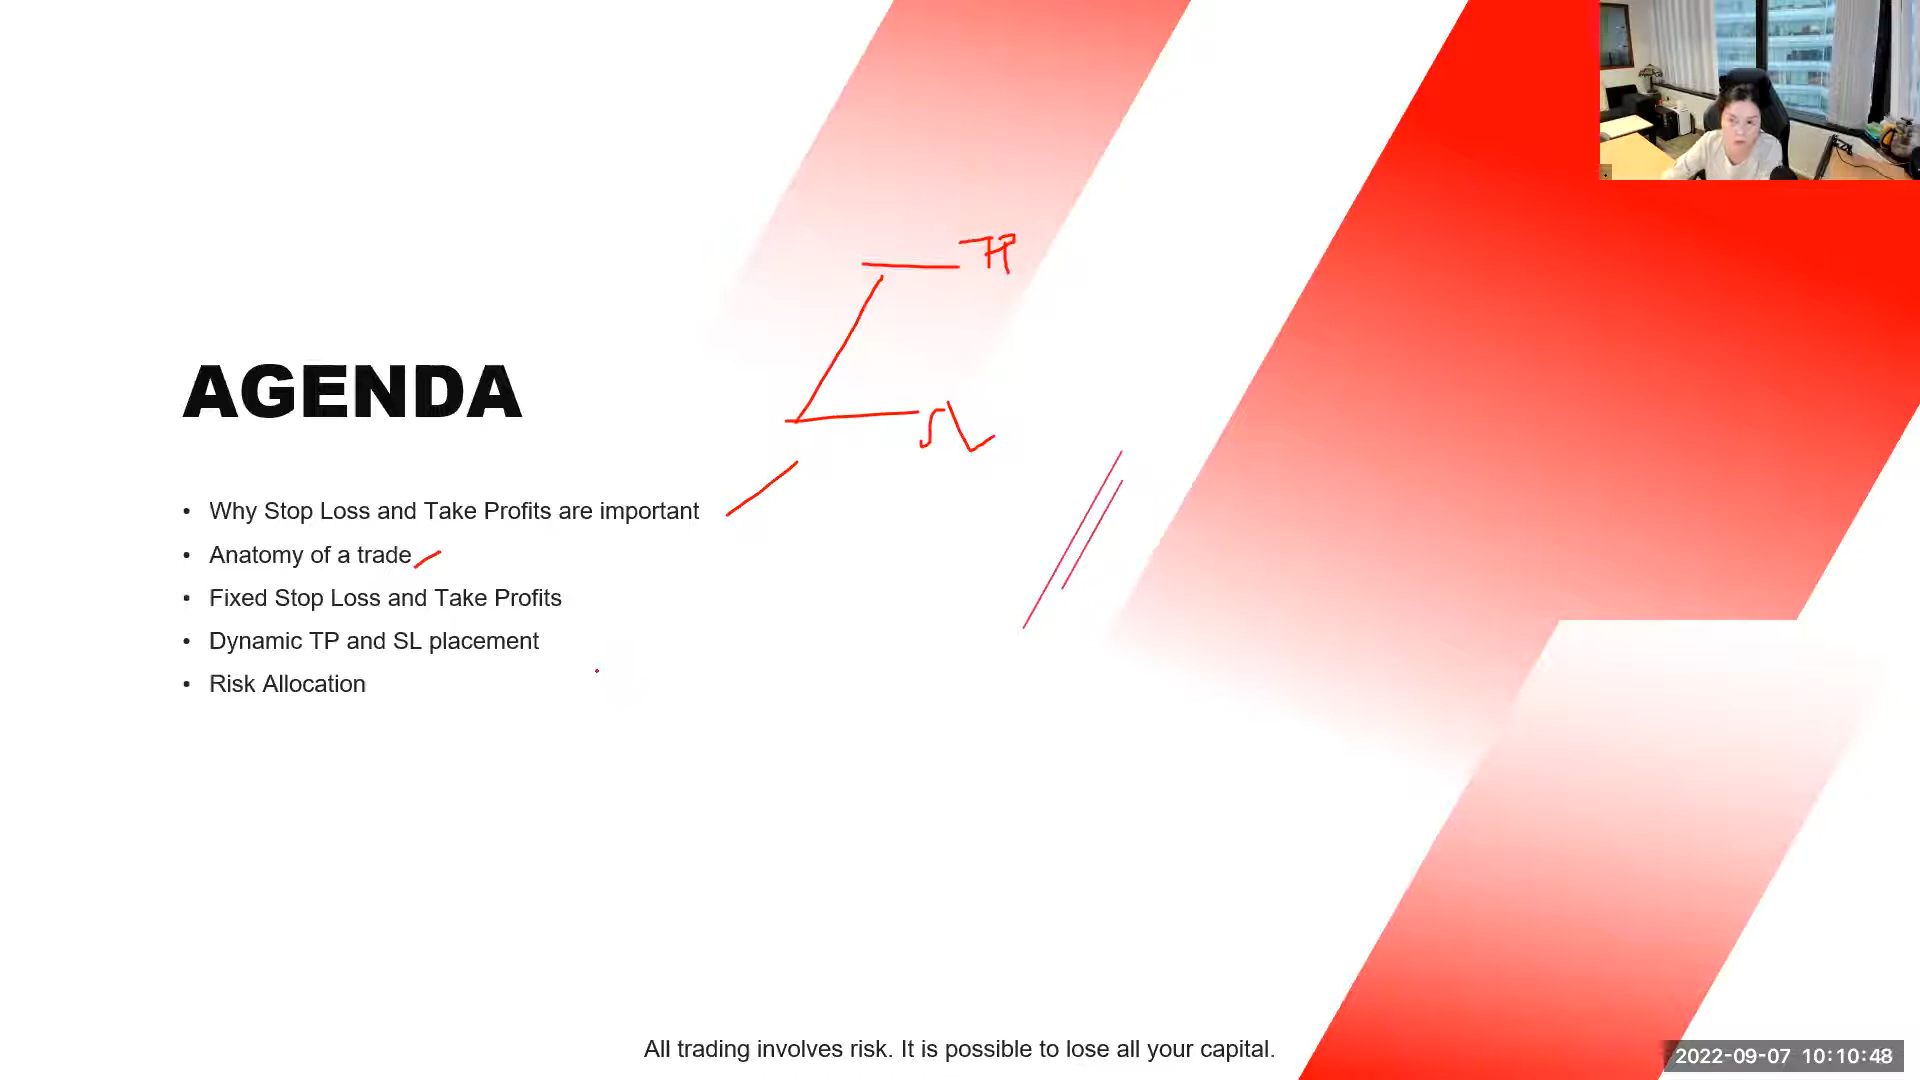 TP
AGENDA
SL
• Why Stop Loss and Take Profits are important
• Anatomy of a trade
• Fixed Stop Loss and Take Profits
• Dynamic TP and SL placement
• Risk Allocation
All trading involves risk. It is possible to lose all your capital.
2022-09-07 10:10:48